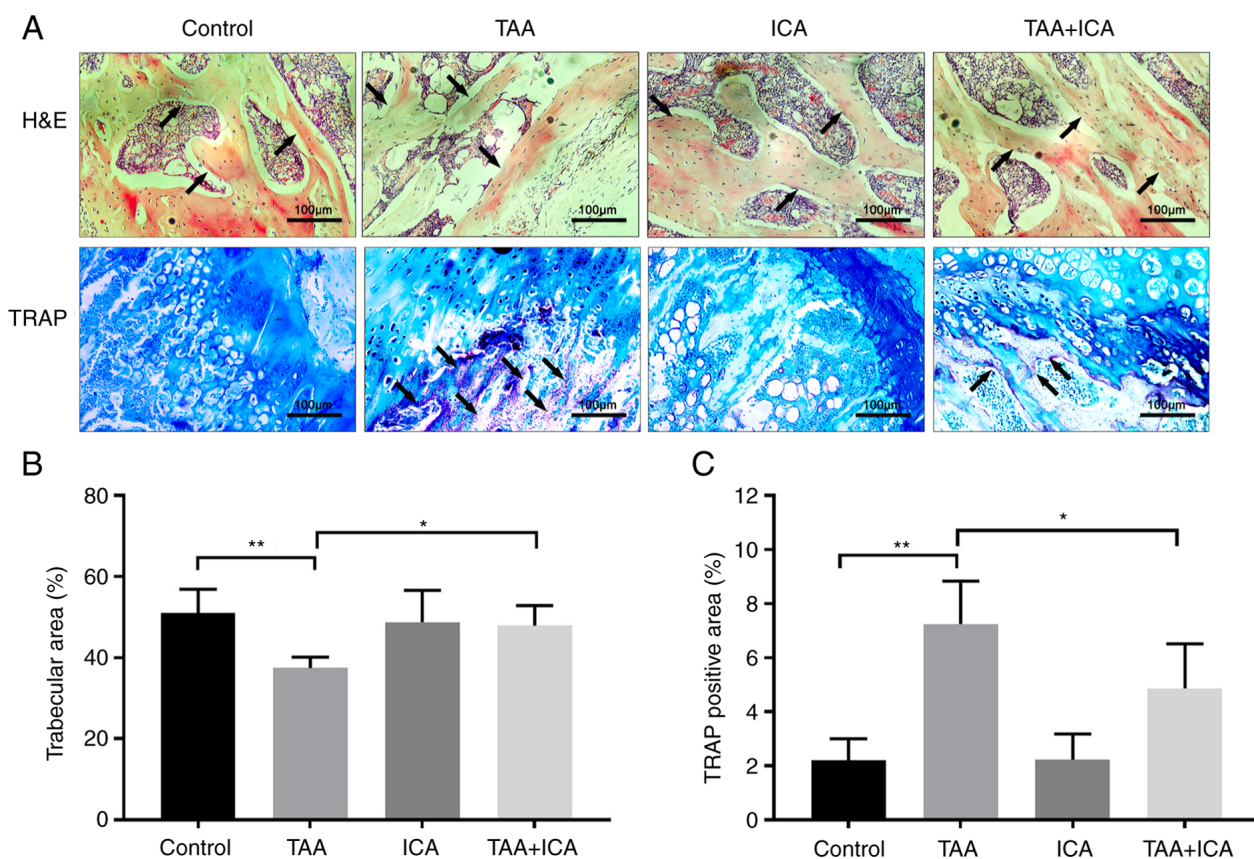 A
Control TAA ICA TAA+ICA
H&E
100μm 100μm 100μm 100μm
TRAP
100μm 100μm 100μm 100μm
B
Trabecular area (%)
80
60
40
20
0
** *
Control TAA ICA TAA+ICA
C
TRAP positive area (%)
12
10
8
6
4
2
0
** *
Control TAA ICA TAA+ICA